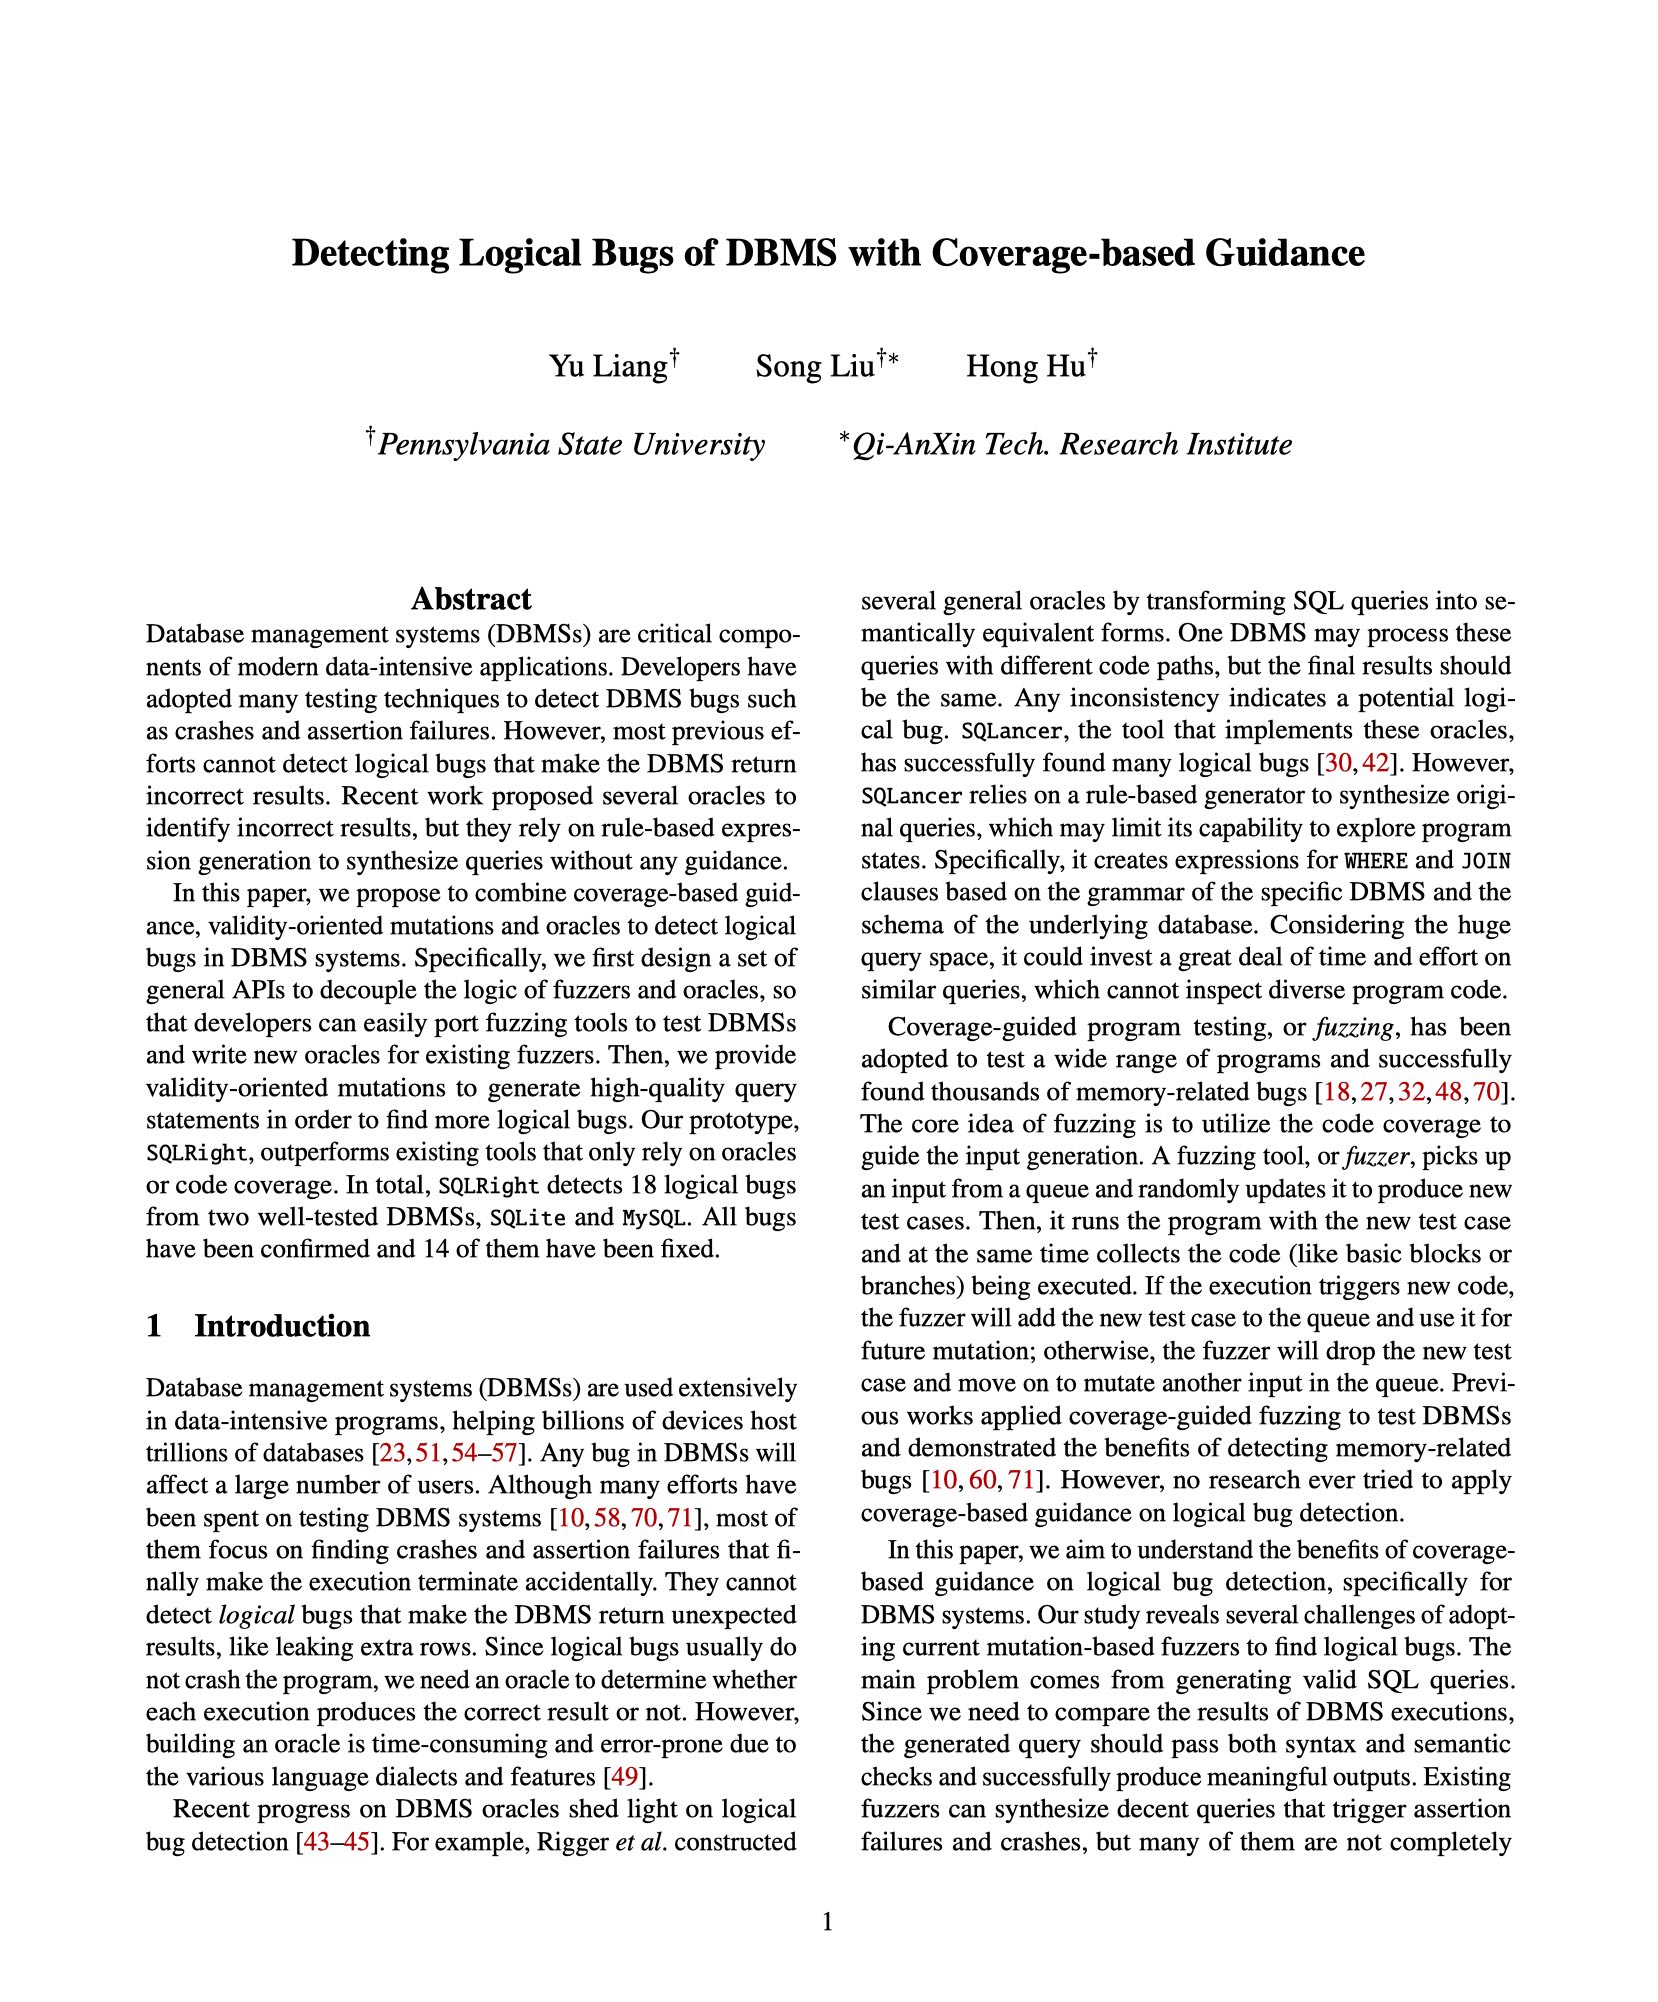 Detecting Logical Bugs of DBMS with Coverage-based Guidance
Yu Liang† Song Liu†* Hong Hu†
†Pennsylvania State University *Qi-AnXin Tech. Research Institute
Abstract
Database management systems (DBMSs) are critical compo-
nents of modern data-intensive applications. Developers have
adopted many testing techniques to detect DBMS bugs such
as crashes and assertion failures. However, most previous ef-
forts cannot detect logical bugs that make the DBMS return
incorrect results. Recent work proposed several oracles to
identify incorrect results, but they rely on rule-based expres-
sion generation to synthesize queries without any guidance.
In this paper, we propose to combine coverage-based guid-
ance, validity-oriented mutations and oracles to detect logical
bugs in DBMS systems. Specifically, we first design a set of
general APIs to decouple the logic of fuzzers and oracles, so
that developers can easily port fuzzing tools to test DBMSs
and write new oracles for existing fuzzers. Then, we provide
validity-oriented mutations to generate high-quality query
statements in order to find more logical bugs. Our prototype,
SQLRight, outperforms existing tools that only rely on oracles
or code coverage. In total, SQLRight detects 18 logical bugs
from two well-tested DBMSs, SQLite and MySQL. All bugs
have been confirmed and 14 of them have been fixed.
1 Introduction
Database management systems (DBMSs) are used extensively
in data-intensive programs, helping billions of devices host
trillions of databases [23,51,54–57]. Any bug in DBMSs will
affect a large number of users. Although many efforts have
been spent on testing DBMS systems [10,58,70,71], most of
them focus on finding crashes and assertion failures that fi-
nally make the execution terminate accidentally. They cannot
detect logical bugs that make the DBMS return unexpected
results, like leaking extra rows. Since logical bugs usually do
not crash the program, we need an oracle to determine whether
each execution produces the correct result or not. However,
building an oracle is time-consuming and error-prone due to
the various language dialects and features [49].
Recent progress on DBMS oracles shed light on logical
bug detection [43–45]. For example, Rigger et al. constructed
several general oracles by transforming SQL queries into se-
mantically equivalent forms. One DBMS may process these
queries with different code paths, but the final results should
be the same. Any inconsistency indicates a potential logi-
cal bug. SQLancer, the tool that implements these oracles,
has successfully found many logical bugs [30,42]. However,
SQLancer relies on a rule-based generator to synthesize origi-
nal queries, which may limit its capability to explore program
states. Specifically, it creates expressions for WHERE and JOIN
clauses based on the grammar of the specific DBMS and the
schema of the underlying database. Considering the huge
query space, it could invest a great deal of time and effort on
similar queries, which cannot inspect diverse program code.
Coverage-guided program testing, or fuzzing, has been
adopted to test a wide range of programs and successfully
found thousands of memory-related bugs [18,27,32,48,70].
The core idea of fuzzing is to utilize the code coverage to
guide the input generation. A fuzzing tool, or fuzzer, picks up
an input from a queue and randomly updates it to produce new
test cases. Then, it runs the program with the new test case
and at the same time collects the code (like basic blocks or
branches) being executed. If the execution triggers new code,
the fuzzer will add the new test case to the queue and use it for
future mutation; otherwise, the fuzzer will drop the new test
case and move on to mutate another input in the queue. Previ-
ous works applied coverage-guided fuzzing to test DBMSs
and demonstrated the benefits of detecting memory-related
bugs [10,60,71]. However, no research ever tried to apply
coverage-based guidance on logical bug detection.
In this paper, we aim to understand the benefits of coverage-
based guidance on logical bug detection, specifically for
DBMS systems. Our study reveals several challenges of adopt-
ing current mutation-based fuzzers to find logical bugs. The
main problem comes from generating valid SQL queries.
Since we need to compare the results of DBMS executions,
the generated query should pass both syntax and semantic
checks and successfully produce meaningful outputs. Existing
fuzzers can synthesize decent queries that trigger assertion
failures and crashes, but many of them are not completely
1